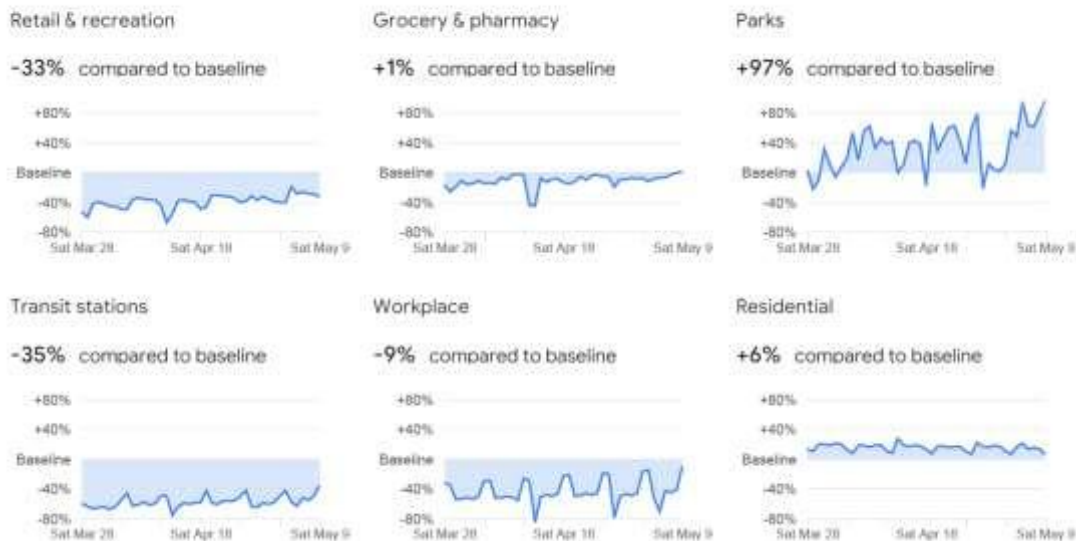 Retail & recreation
-33% compared to baseline
+80%
+40%
Baseline
-40%
-80%
Sat Mar 28 Sat Apr 18 Sat May 9
Grocery & pharmacy
+1% compared to baseline
+80%
+40%
Baseline
-40%
-80%
Sat Mar 28 Sat Apr 18 Sat May 9
Parks
+97% compared to baseline
+80%
+40%
Baseline
-40%
-80%
Sat Mar 28 Sat Apr 18 Sat May 9
Transit stations
-35% compared to baseline
+80%
+40%
Baseline
-40%
-80%
Sat Mar 28 Sat Apr 18 Sat May 9
Workplace
-9% compared to baseline
+80%
+40%
Baseline
-40%
-80%
Sat Mar 28 Sat Apr 18 Sat May 9
Residential
+6% compared to baseline
+80%
+40%
Baseline
-40%
-80%
Sat Mar 28 Sat Apr 18 Sat May 9